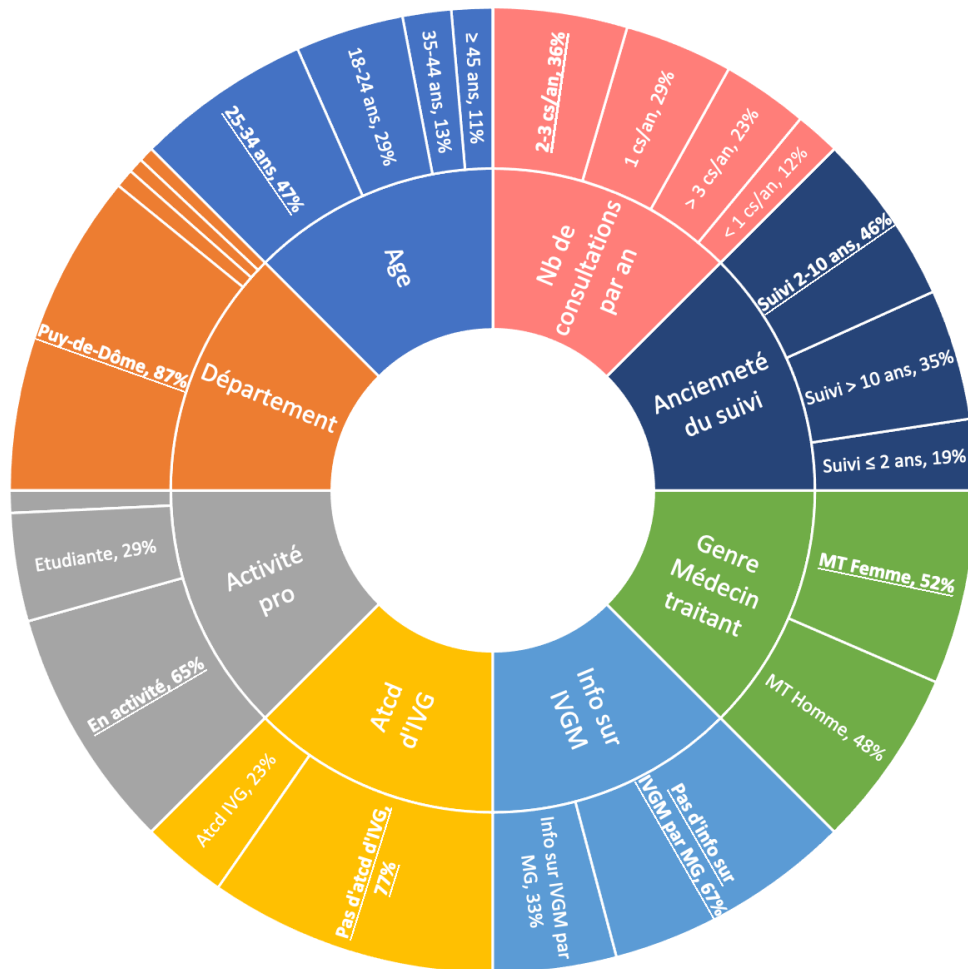 Nb de
consultations
par an
2-3 cs/an, 36%
1 cs/an, 29%
> 3 cs/an, 23%
< 1 cs/an, 12%
Ancienneté
du suivi
Suivi 2-10 ans, 46%
Suivi > 10 ans, 35%
Suivi ≤ 2 ans, 19%
Genre
Médecin
traitant
MT Femme, 52%
MT Homme, 48%
Info sur
IVGM
Pas d'info sur
IVGM par MG, 67%
Info sur IVGM par
MG, 33%
Atcd
d'IVG
Pas d'atcd d'IVG,
77%
Atcd IVG, 23%
Activité
pro
En activité, 65%
Etudiante, 29%
Département
Puy-de-Dôme, 87%
Age
25-34 ans, 47%
18-24 ans, 29%
35-44 ans, 13%
≥ 45 ans, 11%